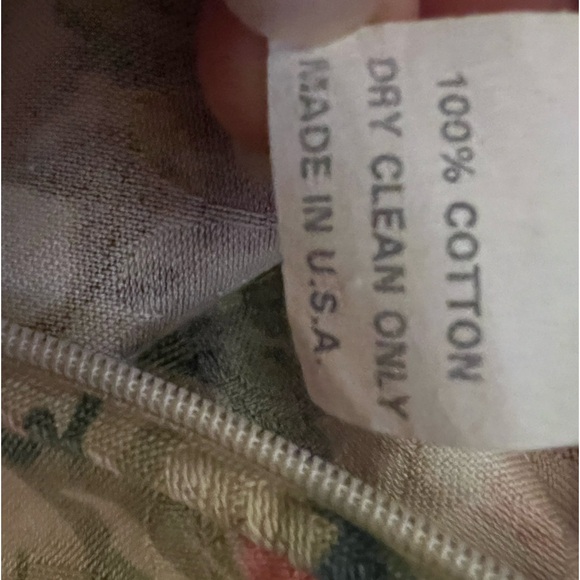 100% COTTON
DRY CLEAN ONLY
MADE IN U.S.A.